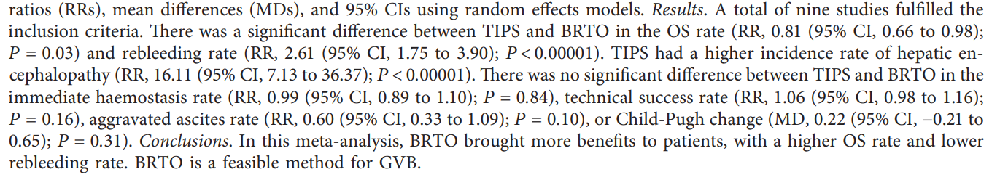 ratios (RRs), mean differences (MDs), and 95% CIs using random effects models. Results. A total of nine studies fulfilled the
inclusion criteria. There was a significant difference between TIPS and BRTO in the OS rate (RR, 0.81 (95% CI, 0.66 to 0.98);
P = 0.03) and rebleeding rate (RR, 2.61 (95% CI, 1.75 to 3.90); P < 0.00001). TIPS had a higher incidence rate of hepatic en-
cephalopathy (RR, 16.11 (95% CI, 7.13 to 36.37); P < 0.00001). There was no significant difference between TIPS and BRTO in the
immediate haemostasis rate (RR, 0.99 (95% CI, 0.89 to 1.10); P = 0.84), technical success rate (RR, 1.06 (95% CI, 0.98 to 1.16);
P = 0.16), aggravated ascites rate (RR, 0.60 (95% CI, 0.33 to 1.09); P = 0.10), or Child-Pugh change (MD, 0.22 (95% CI, −0.21 to
0.65); P = 0.31). Conclusions. In this meta-analysis, BRTO brought more benefits to patients, with a higher OS rate and lower
rebleeding rate. BRTO is a feasible method for GVB.